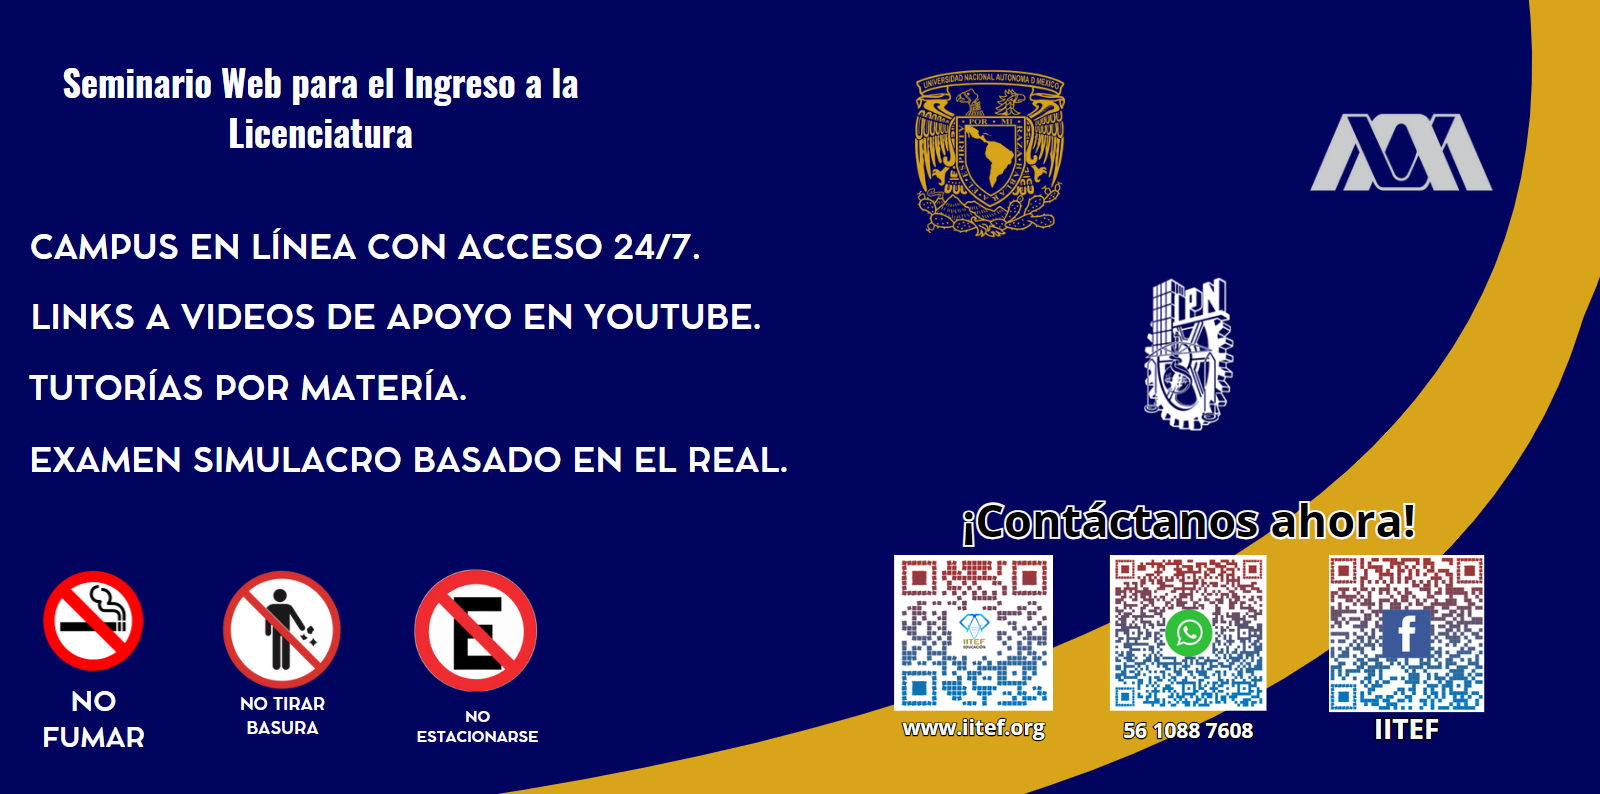 Seminario Web para el Ingreso a la
Licenciatura
CAMPUS EN LÍNEA CON ACCESO 24/7.
LINKS A VIDEOS DE APOYO EN YOUTUBE.
TUTORÍAS POR MATERÍA.
EXAMEN SIMULACRO BASADO EN EL REAL.
NO
FUMAR
NO TIRAR
BASURA
E
NO
ESTACIONARSE
UNIVERSIDAD NACIONAL AUTONOMA D MEXICO
POR MI RAZA HABLARA EL ESPIRITU
IPN
¡Contáctanos ahora!
IITEF
EDUCACIÓN
www.iitef.org
56 1088 7608
f
IITEF